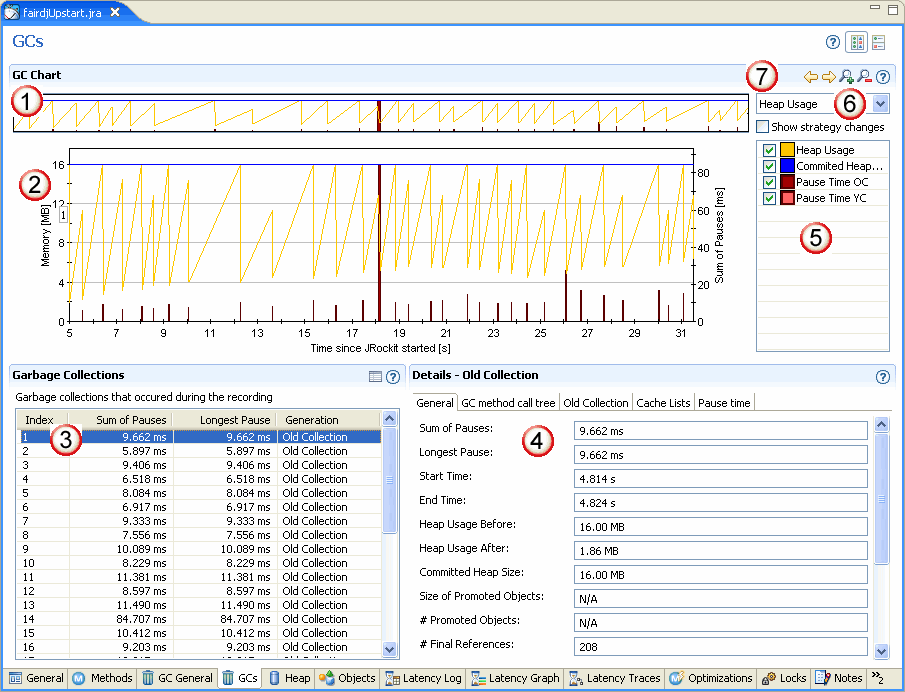 fairdjUpstart.jra
GCs
GC Chart
7
1
Heap Usage
6
Show strategy changes
Heap Usage
Commited Heap...
Pause Time OC
Pause Time YC
5
2
Memory [MB]
16
12
8
4
0
1
80
60
40
20
0
Sum of Pauses [ms]
5 7 9 11 13 15 17 19 21 23 25 27 29 31
Time since JRockit started [s]
Garbage Collections
Garbage collections that occured during the recording
Index Sum of Pauses Longest Pause Generation
1 9.662 ms 9.662 ms Old Collection
2 5.897 ms 5.897 ms Old Collection
3 9.406 ms 9.406 ms Old Collection
4 6.518 ms 6.518 ms Old Collection
5 8.084 ms 8.084 ms Old Collection
6 6.917 ms 6.917 ms Old Collection
7 9.333 ms 9.333 ms Old Collection
8 7.556 ms 7.556 ms Old Collection
9 10.089 ms 10.089 ms Old Collection
10 8.229 ms 8.229 ms Old Collection
11 11.381 ms 11.381 ms Old Collection
12 8.597 ms 8.597 ms Old Collection
13 11.490 ms 11.490 ms Old Collection
14 84.707 ms 84.707 ms Old Collection
15 10.412 ms 10.412 ms Old Collection
16 9.203 ms 9.203 ms Old Collection
3
Details - Old Collection
General GC method call tree Old Collection Cache Lists Pause time
4
Sum of Pauses: 9.662 ms
Longest Pause: 9.662 ms
Start Time: 4.814 s
End Time: 4.824 s
Heap Usage Before: 16.00 MB
Heap Usage After: 1.86 MB
Committed Heap Size: 16.00 MB
Size of Promoted Objects: N/A
# Promoted Objects: N/A
# Final References: 208
General Methods GC General GCs Heap Objects Latency Log Latency Graph Latency Traces Optimizations Locks Notes »2